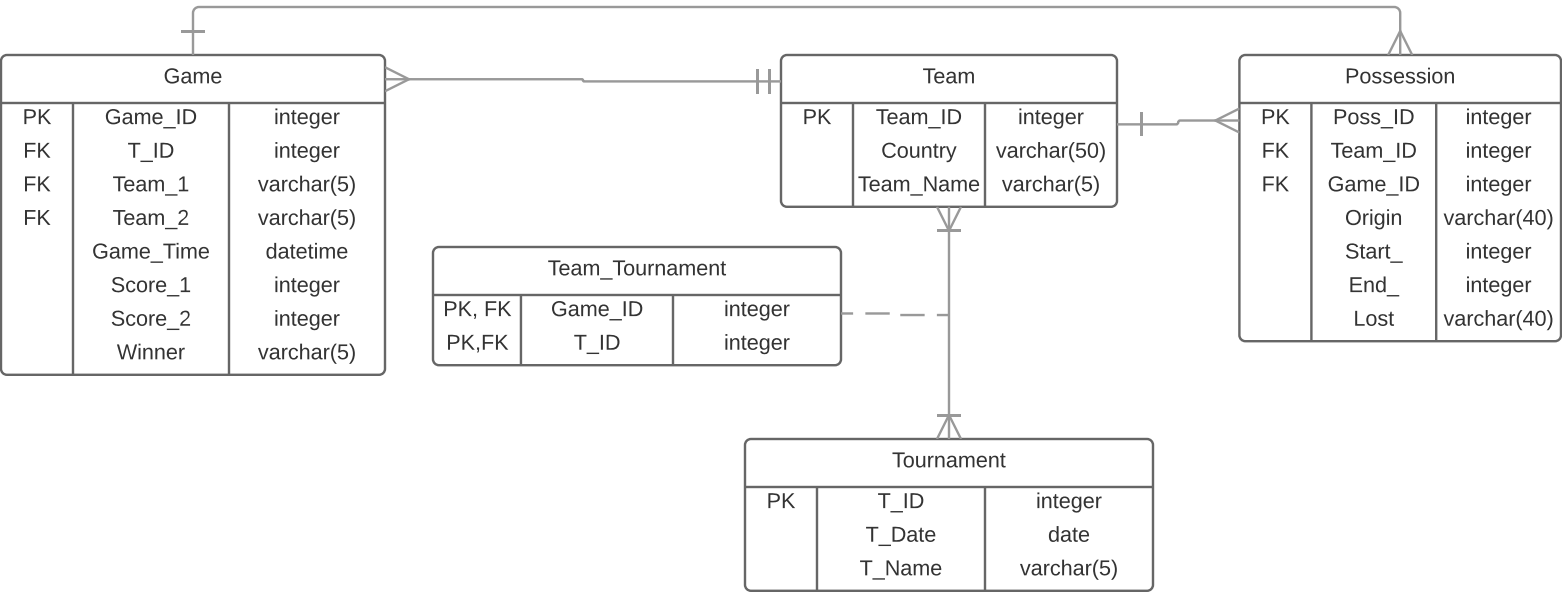 Game
PK Game_ID integer
FK T_ID integer
FK Team_1 varchar(5)
FK Team_2 varchar(5)
Game_Time datetime
Score_1 integer
Score_2 integer
Winner varchar(5)
Team
PK Team_ID integer
Country varchar(50)
Team_Name varchar(5)
Possession
PK Poss_ID integer
FK Team_ID integer
FK Game_ID integer
Origin varchar(40)
Start_ integer
End_ integer
Lost varchar(40)
Team_Tournament
PK, FK Game_ID integer
PK,FK T_ID integer
Tournament
PK T_ID integer
T_Date date
T_Name varchar(5)